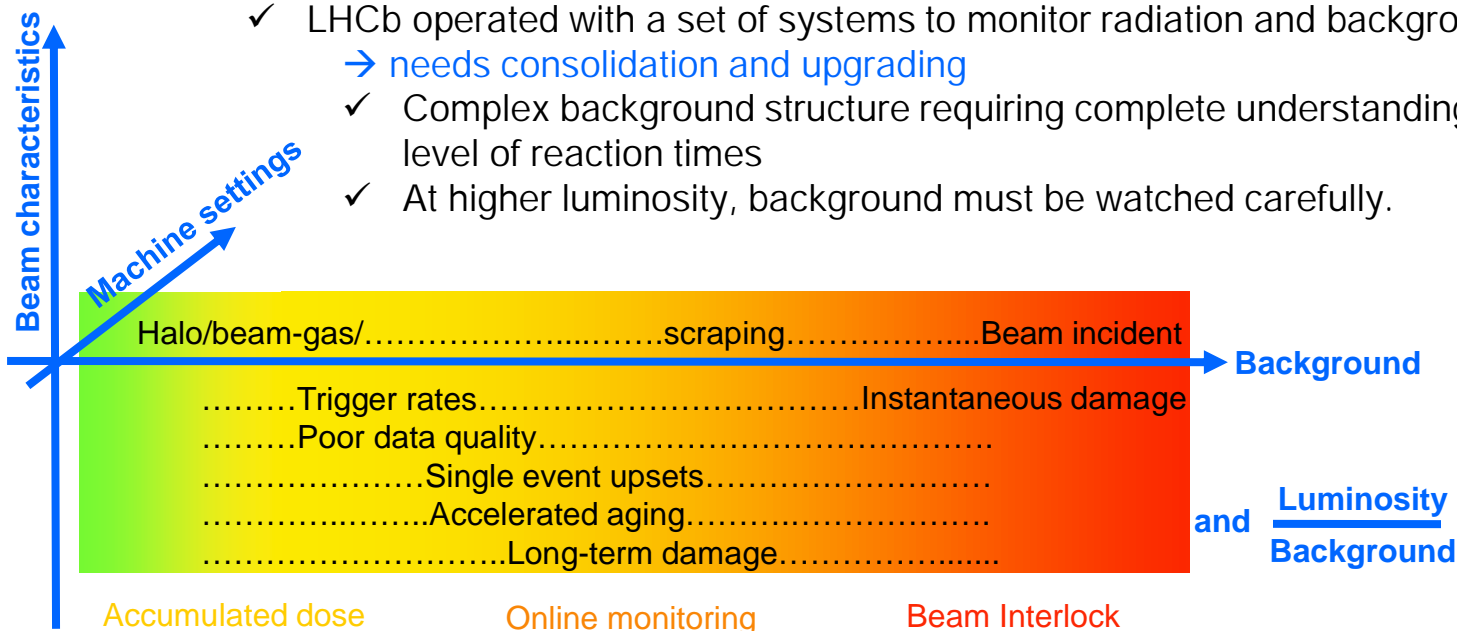 ✓ LHCb operated with a set of systems to monitor radiation and backgro
→ needs consolidation and upgrading
✓ Complex background structure requiring complete understanding
level of reaction times
✓ At higher luminosity, background must be watched carefully.
Beam characteristics
Machine settings
Halo/beam-gas/……………….....……..scraping…………….....Beam incident
Background
………Trigger rates………………………………Instantaneous damage
………Poor data quality…………………………………….
………………….Single event upsets………………………
…………..……..Accelerated aging……….……………….
………………………..Long-term damage…………….......
and Luminosity
Background
Accumulated dose
Online monitoring
Beam Interlock